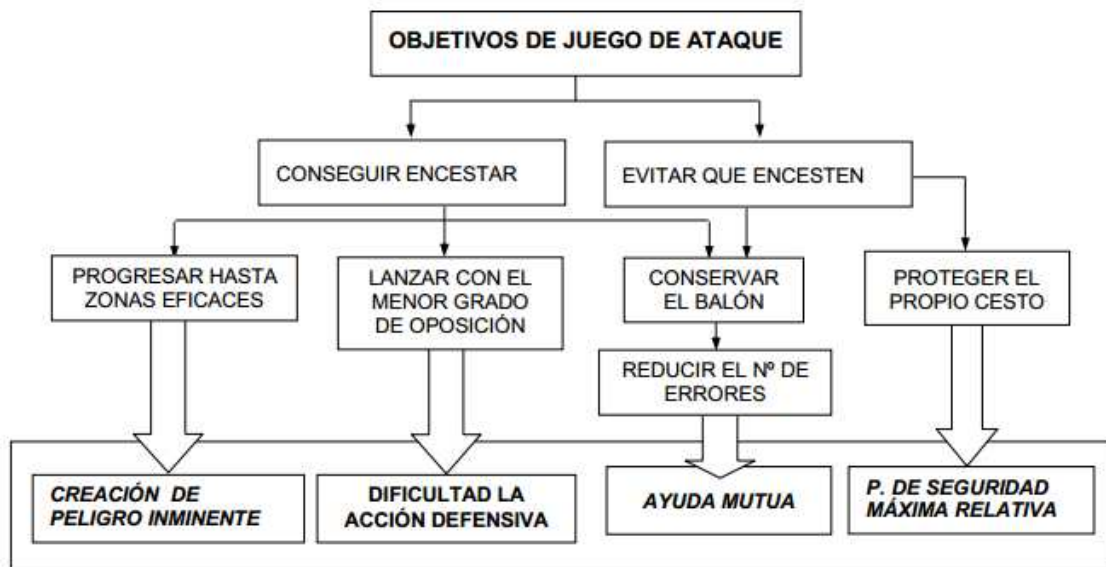 OBJETIVOS DE JUEGO DE ATAQUE
CONSEGUIR ENCESTAR
EVITAR QUE ENCESTEN
PROGRESAR HASTA
ZONAS EFICACES
LANZAR CON EL
MENOR GRADO
DE OPOSICIÓN
CONSERVAR
EL BALÓN
PROTEGER EL
PROPIO CESTO
REDUCIR EL Nº DE
ERRORES
CREACIÓN DE
PELIGRO INMINENTE
DIFICULTAD LA
ACCIÓN DEFENSIVA
AYUDA MUTUA
P. DE SEGURIDAD
MÁXIMA RELATIVA